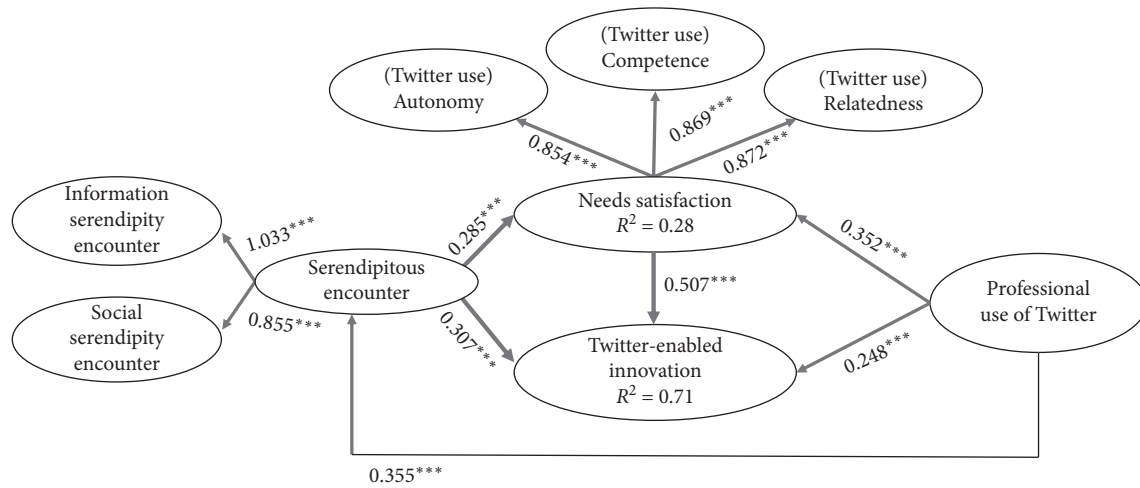 (Twitter use)
Competence
(Twitter use)
Autonomy
(Twitter use)
Relatedness
0.854***
0.869***
0.872***
Information
serendipity
encounter
Needs satisfaction
R² = 0.28
1.033***
0.285***
0.352***
Serendipitous
encounter
0.507***
Professional
use of Twitter
Social
serendipity
encounter
0.855***
0.307***
Twitter-enabled
innovation
R² = 0.71
0.248***
0.355***